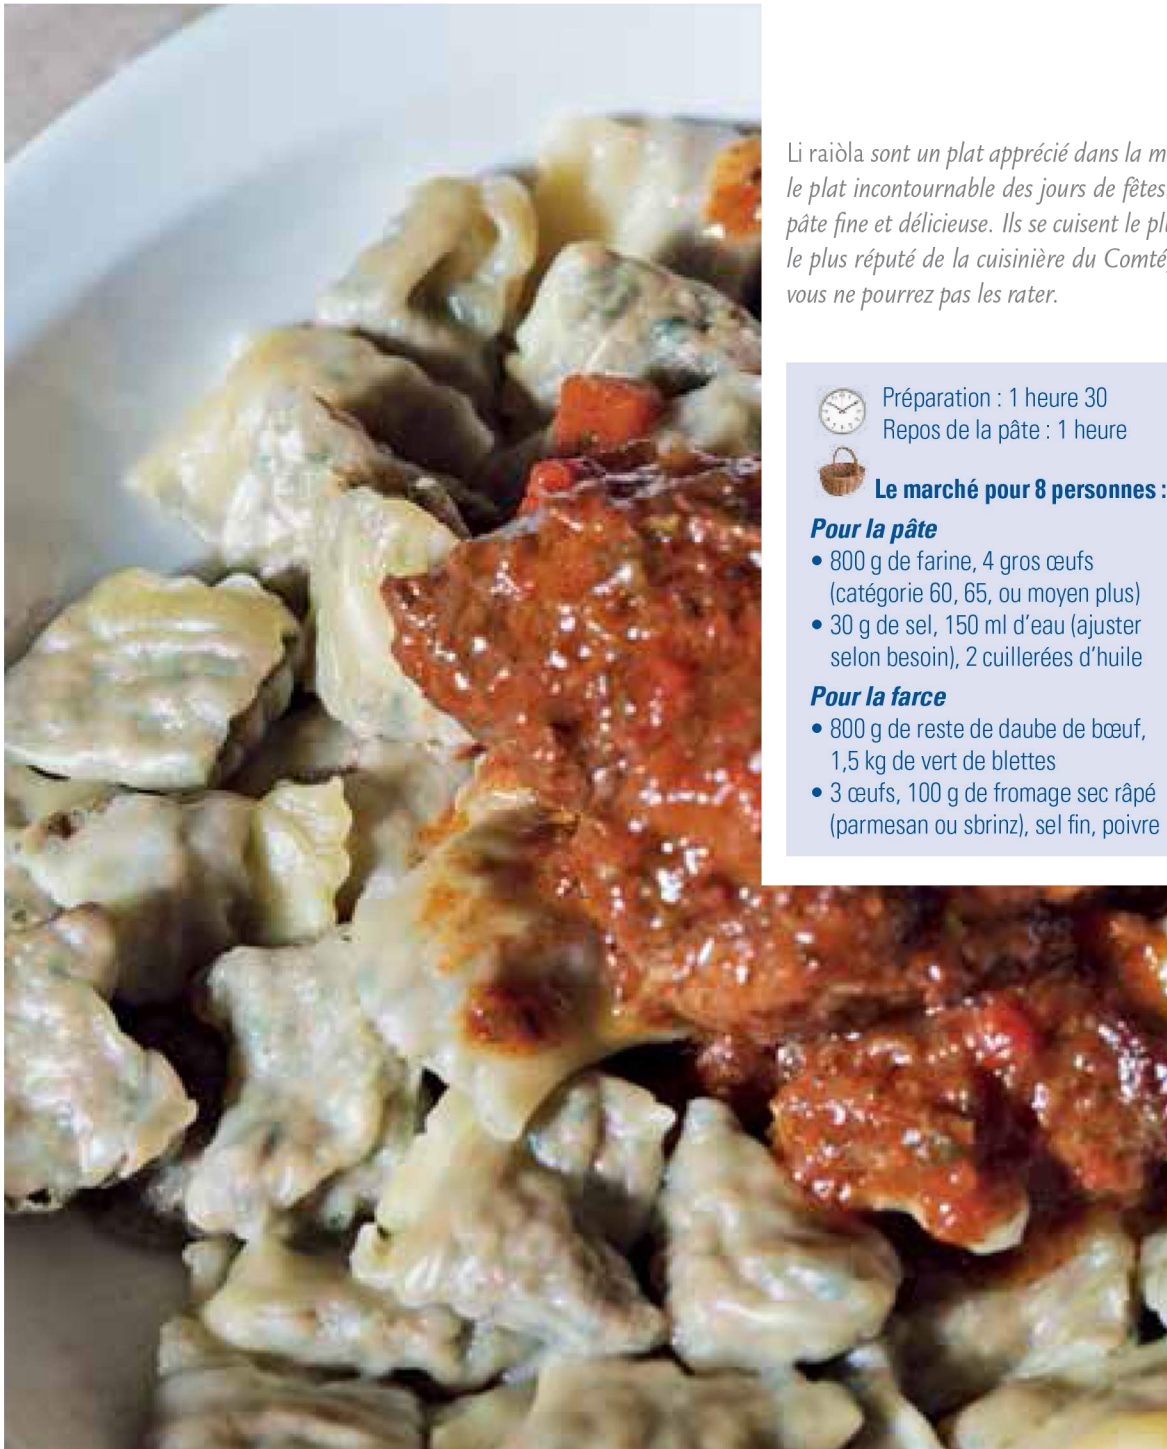 Li raiòla sont un plat apprécié dans la
le plat incontournable des jours de fêtes
pâte fine et délicieuse. Ils se cuisent le
le plus réputé de la cuisinière du Comté,
vous ne pourrez pas les rater.
Préparation : 1 heure 30
Repos de la pâte : 1 heure
Le marché pour 8 personnes :
Pour la pâte
• 800 g de farine, 4 gros œufs
(catégorie 60, 65, ou moyen plus)
• 30 g de sel, 150 ml d'eau (ajuster
selon besoin), 2 cuillerées d'huile
Pour la farce
• 800 g de reste de daube de bœuf,
1,5 kg de vert de blettes
• 3 œufs, 100 g de fromage sec râpé
(parmesan ou sbrinz), sel fin, poivre